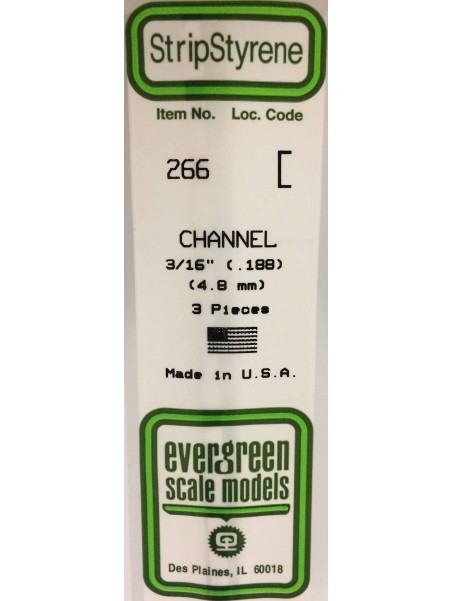 StripStyrene
Item No. Loc. Code
266 [
CHANNEL
3/16" (.188)
(4.8 mm)
3 Pieces
Made in U.S.A.
evergreen
scale models
Des Plaines, IL 60018